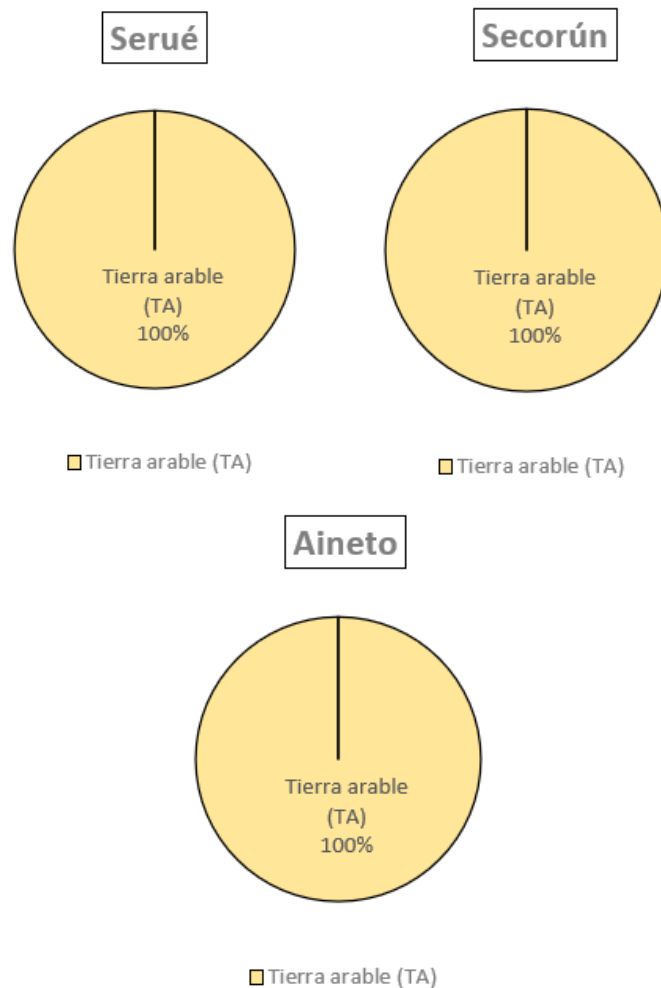 Serué
Secorún
Tierra arable
(TA)
100%
Tierra arable
(TA)
100%
Tierra arable (TA)
Tierra arable (TA)
Aineto
Tierra arable
(TA)
100%
Tierra arable (TA)